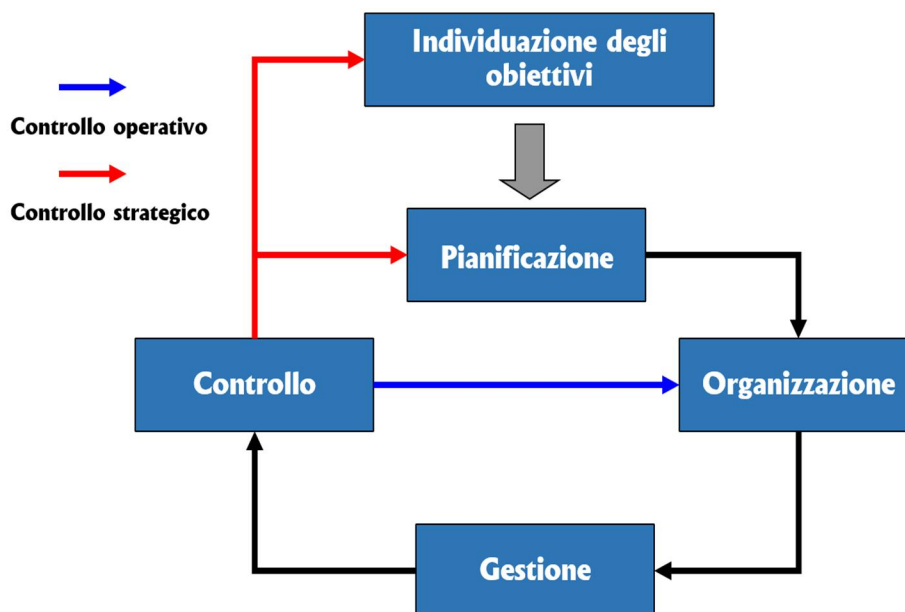 Individuazione degli
obiettivi
Controllo operativo
Controllo strategico
Pianificazione
Controllo
Organizzazione
Gestione